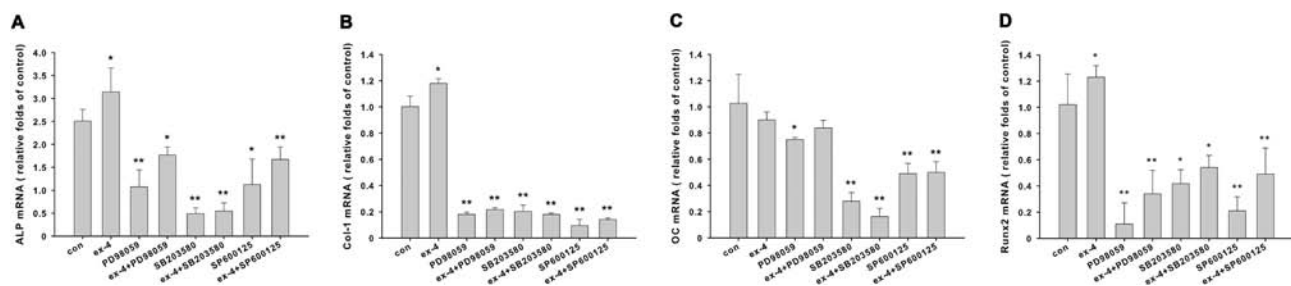 A
ALP mRNA ( relative folds of control)
4.0
3.5
3.0
2.5
2.0
1.5
1.0
0.5
0
*
**
*
**
**
*
**
con
ex-4
PD98059
ex-4+PD98059
SB203580
ex-4+SB203580
SP600125
ex-4+SP600125
B
Col-1 mRNA ( relative folds of control)
1.4
1.2
1.0
0.8
0.6
0.4
0.2
0
*
**
**
**
**
**
**
con
ex-4
PD98059
ex-4+PD98059
SB203580
ex-4+SB203580
SP600125
ex-4+SP600125
C
OC mRNA ( relative folds of control)
1.4
1.2
1.0
0.8
0.6
0.4
0.2
0
*
**
**
**
**
con
ex-4
PD98059
ex-4+PD98059
SB203580
ex-4+SB203580
SP600125
ex-4+SP600125
D
Runx2 mRNA ( relative folds of control)
1.4
1.2
1.0
0.8
0.6
0.4
0.2
0
*
**
**
*
*
**
**
con
ex-4
PD98059
ex-4+PD98059
SB203580
ex-4+SB203580
SP600125
ex-4+SP600125